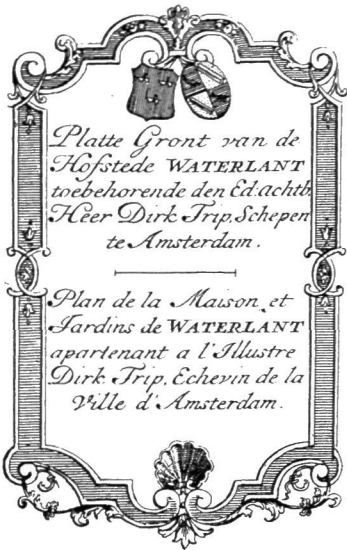 Platte Gront van de
Hofstede WATERLANT
toebehorende den Ed: achtb.
Heer Dirk Trip, Schepen
te Amsterdam.
Plan de la Maison et
Jardins de WATERLANT
apartenant a l'Illustre
Dirk Trip, Echevin de la
Ville d'Amsterdam.